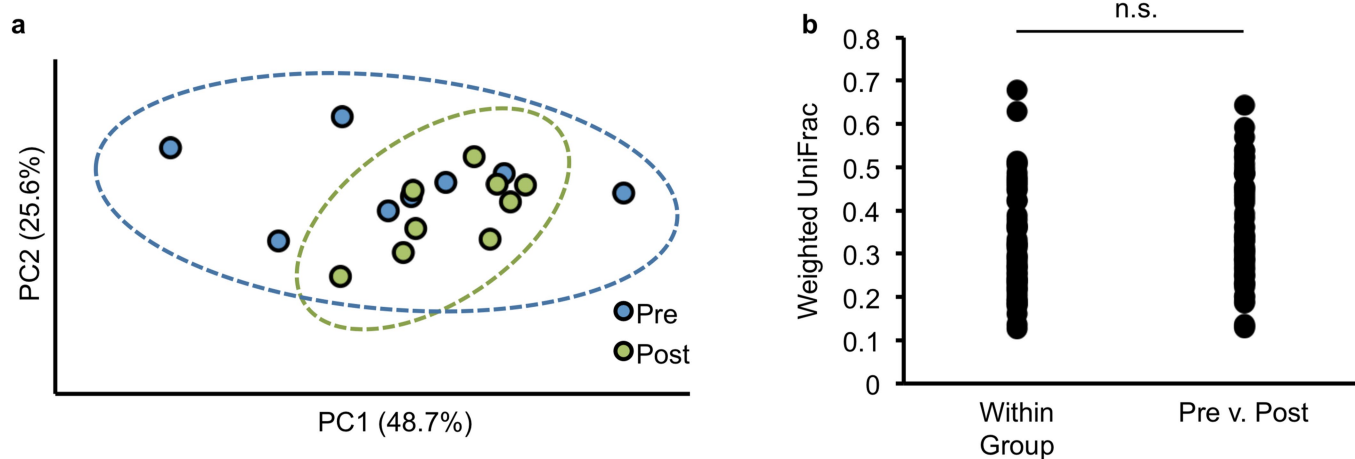 a
PC2 (25.6%)
PC1 (48.7%)
Pre
Post
b
n.s.
Weighted UniFrac
0.8
0.7
0.6
0.5
0.4
0.3
0.2
0.1
0
Within
Group
Pre v. Post